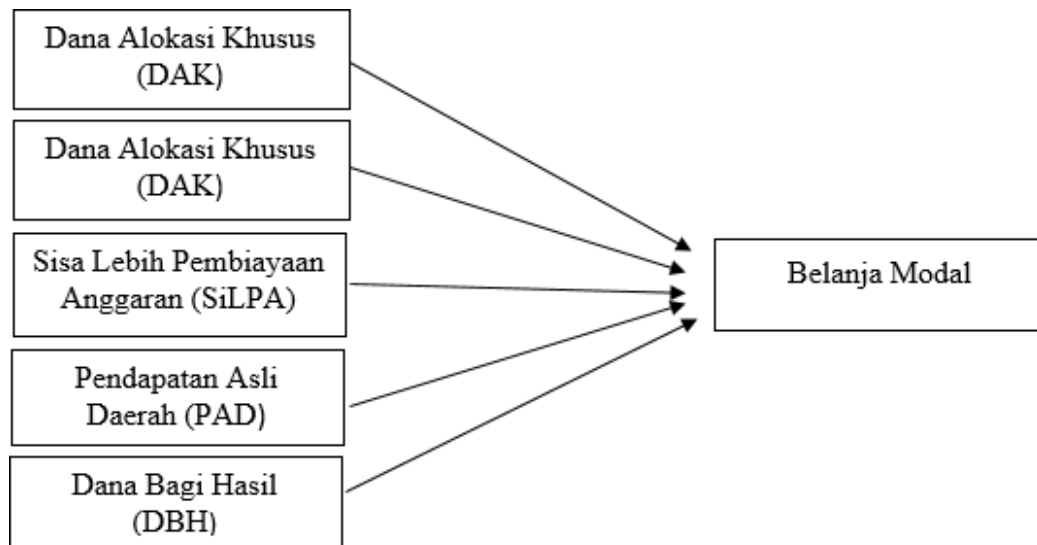 Dana Alokasi Khusus
(DAK)
Dana Alokasi Khusus
(DAK)
Sisa Lebih Pembiayaan
Anggaran (SiLPA)
Pendapatan Asli
Daerah (PAD)
Dana Bagi Hasil
(DBH)
Belanja Modal